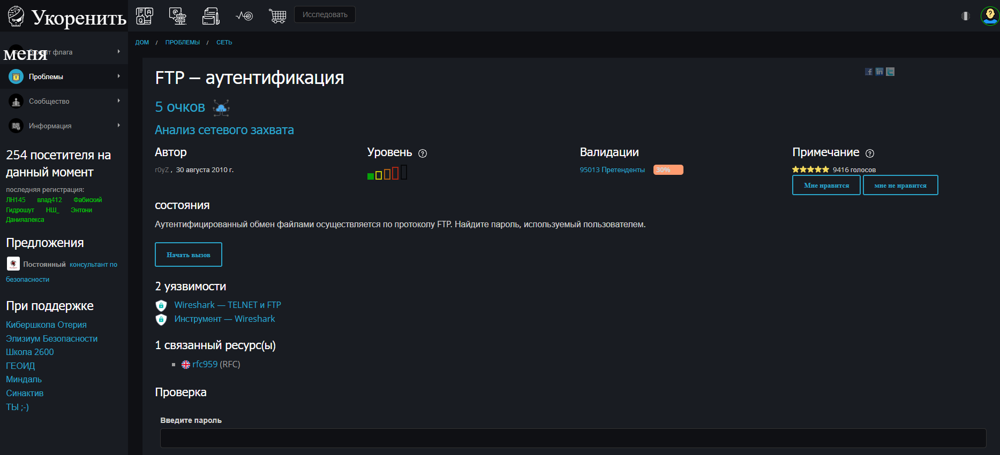 Укоренить
меня
Исследовать
флага
Проблемы
Сообщество
Информация
254 посетителя на
данный момент
последняя регистрация:
ЛН145 влад412 Фабиский
Гидрошут НШ_ Энтони
Данияалекса
Предложения
Постоянный консультант по
безопасности
При поддержке
Кибершкола Отерия
Элизиум Безопасности
Школа 2600
ГЕОИД
Миндаль
Синактив
ТЫ ;-)
ДОМ / ПРОБЛЕМЫ / СЕТЬ
FTP – аутентификация
5 очков
Анализ сетевого захвата
Автор
r0yZ , 30 августа 2010 г.
Уровень ?
Валидации
95013 Претенденты 30%
Примечание ?
9416 голосов
Мне нравится
мне не нравится
состояния
Аутентифицированный обмен файлами осуществляется по протоколу FTP. Найдите пароль, используемый пользователем.
Начать вызов
2 уязвимости
Wireshark — TELNET и FTP
Инструмент — Wireshark
1 связанный ресурс(ы)
rfc959 (RFC)
Проверка
Введите пароль